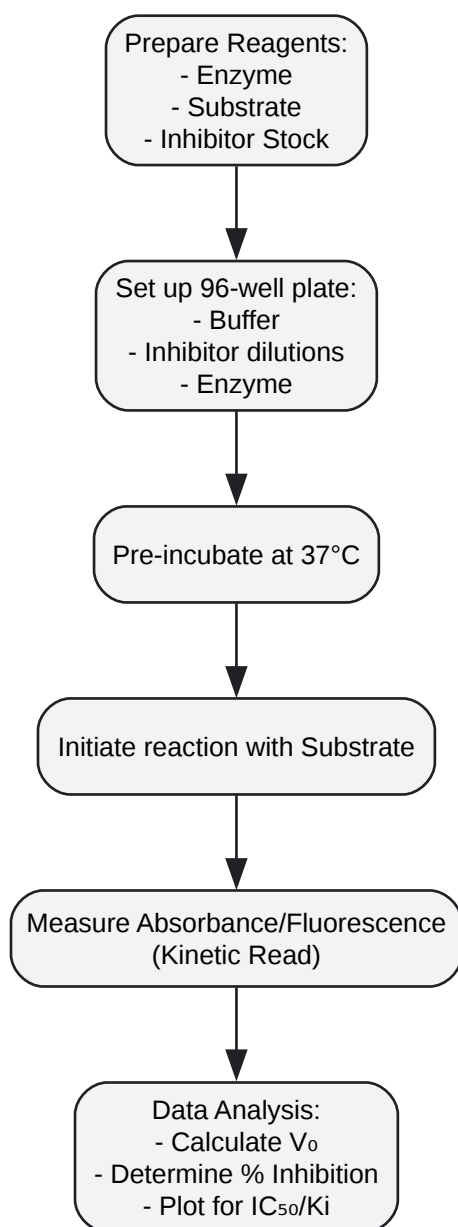 Prepare Reagents:
- Enzyme
- Substrate
- Inhibitor Stock
Set up 96-well plate:
- Buffer
- Inhibitor dilutions
- Enzyme
Pre-incubate at 37°C
Initiate reaction with Substrate
Measure Absorbance/Fluorescence
(Kinetic Read)
Data Analysis:
- Calculate V₀
- Determine % Inhibition
- Plot for IC₅₀/Ki